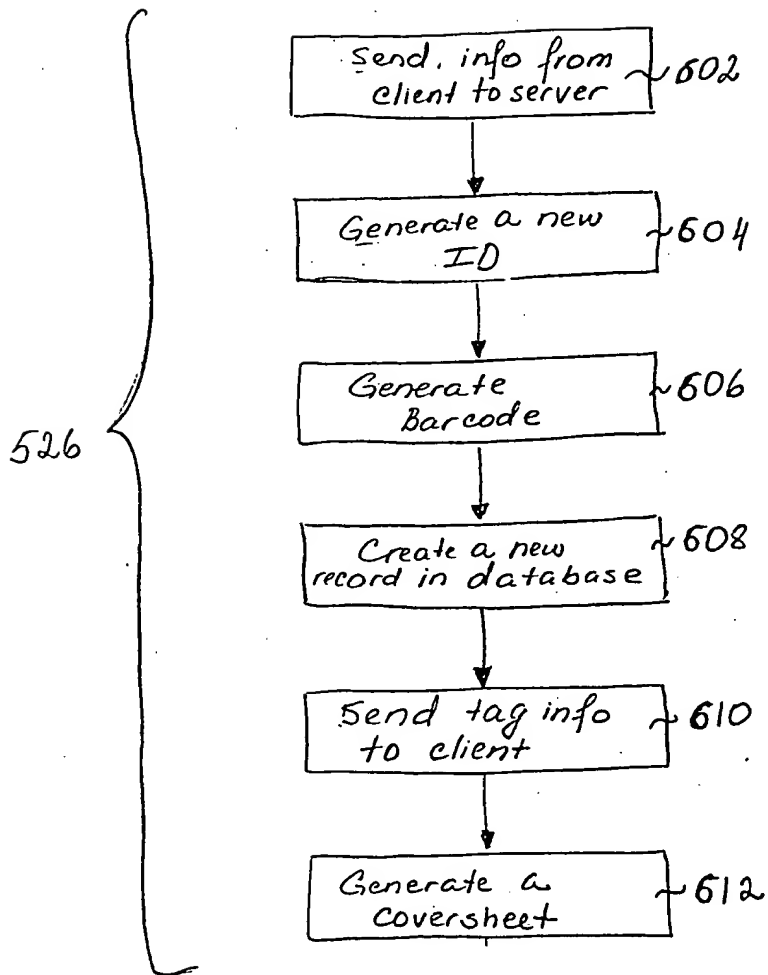 Send. info from
client to server
~602
Generate a new
ID
~604
Generate
Barcode
~606
526
Create a new
record in database
~608
Send tag info
to client
~610
Generate a
coversheet
~612